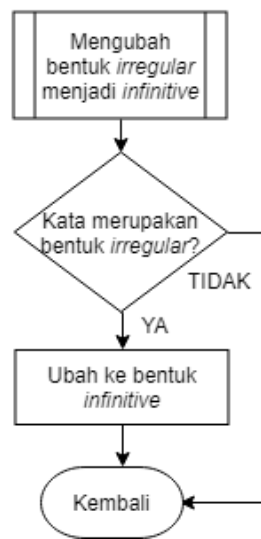 Mengubah
bentuk irregular
menjadi infinitive
Kata merupakan
bentuk irregular?
TIDAK
YA
Ubah ke bentuk
infinitive
Kembali